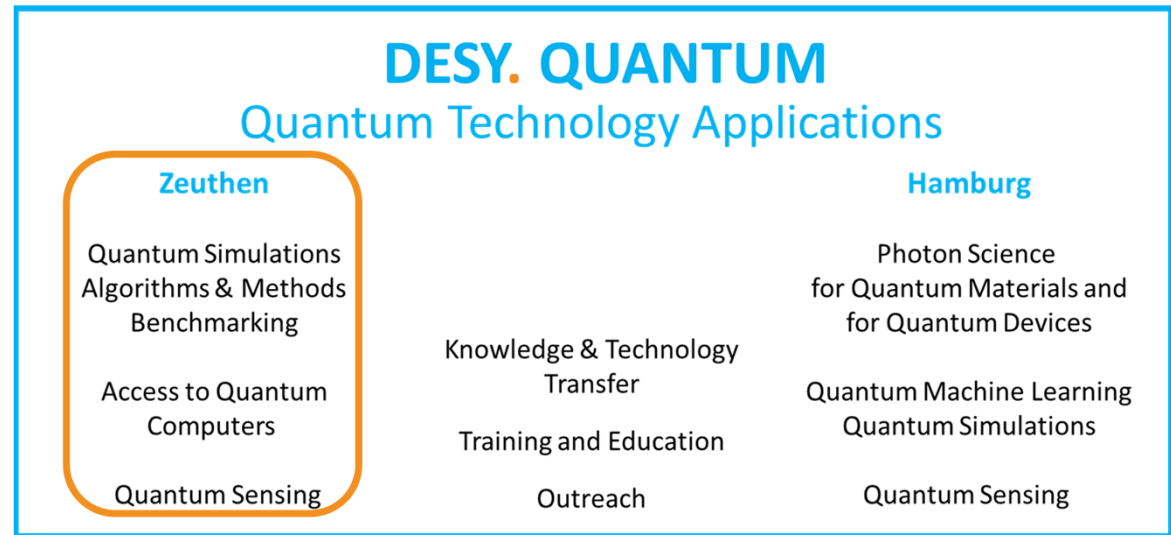 DESY. QUANTUM
Quantum Technology Applications
Zeuthen
Quantum Simulations
Algorithms & Methods
Benchmarking
Access to Quantum
Computers
Quantum Sensing
Knowledge & Technology
Transfer
Training and Education
Outreach
Hamburg
Photon Science
for Quantum Materials and
for Quantum Devices
Quantum Machine Learning
Quantum Simulations
Quantum Sensing